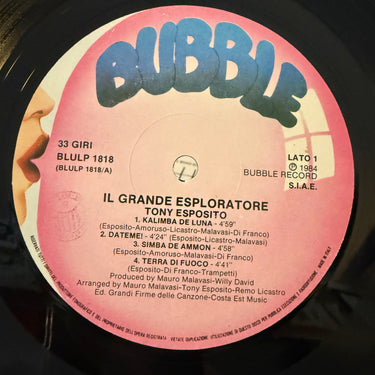 BUBBLE
33 GIRI
BLULP 1818
(BLULP 1818/A)
LATO 1
Ⓟ 1984
BUBBLE RECORD
S.I.A.E.
IL GRANDE ESPLORATORE
TONY ESPOSITO
1. KALIMBA DE LUNA - 4'59"
(Esposito-Amoruso-Licastro-Malavasi-Di Franco)
2. DATEME! - 4'24" (Esposito-Licastro-Malavasi)
3. SIMBA DE AMMON - 4'58"
(Esposito-Amoruso-Licastro-Malavasi-Di Franco)
4. TERRA DI FUOCO - 4'41"
(Esposito-Di Franco-Trampetti)
Produced by Mauro Malavasi-Willy David
Arranged by Mauro Malavasi-Tony Esposito-Remo Licastro
Ed. Grandi Firme delle Canzone-Costa Est Music